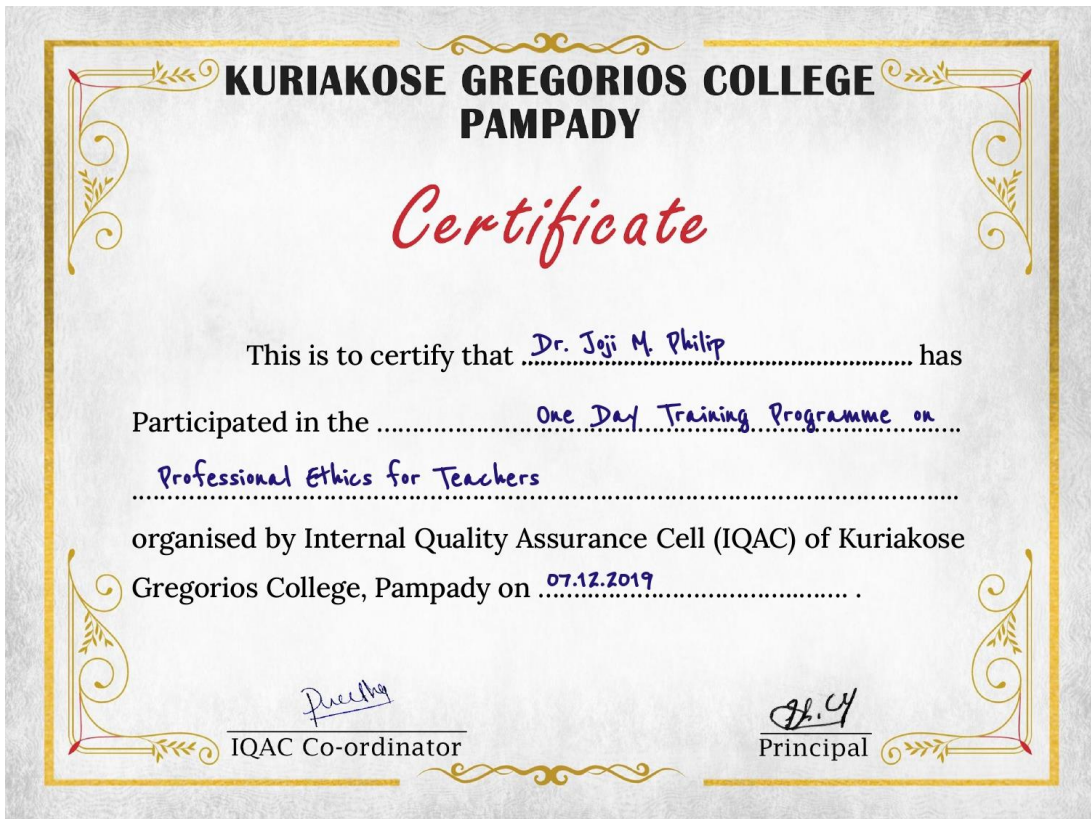 KURIAKOSE GREGORIOS COLLEGE
PAMPADY
Certificate
This is to certify that Dr. Joji M. Philip has
Participated in the One Day Training Programme on
Professional Ethics for Teachers
organised by Internal Quality Assurance Cell (IQAC) of Kuriakose
Gregorios College, Pampady on 07.12.2019 .
IQAC Co-ordinator
Principal